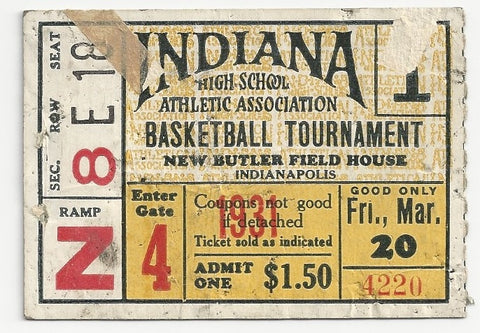 SEC. ROW SEAT
8 E 18
RAMP
N
INDIANA
HIGH SCHOOL
ATHLETIC ASSOCIATION
1
BASKETBALL TOURNAMENT
NEW BUTLER FIELD HOUSE
INDIANAPOLIS
Enter
Gate
4
Coupons not good
if detached
1931
Ticket sold as indicated
ADMIT
ONE $1.50
GOOD ONLY
Fri., Mar.
20
4220